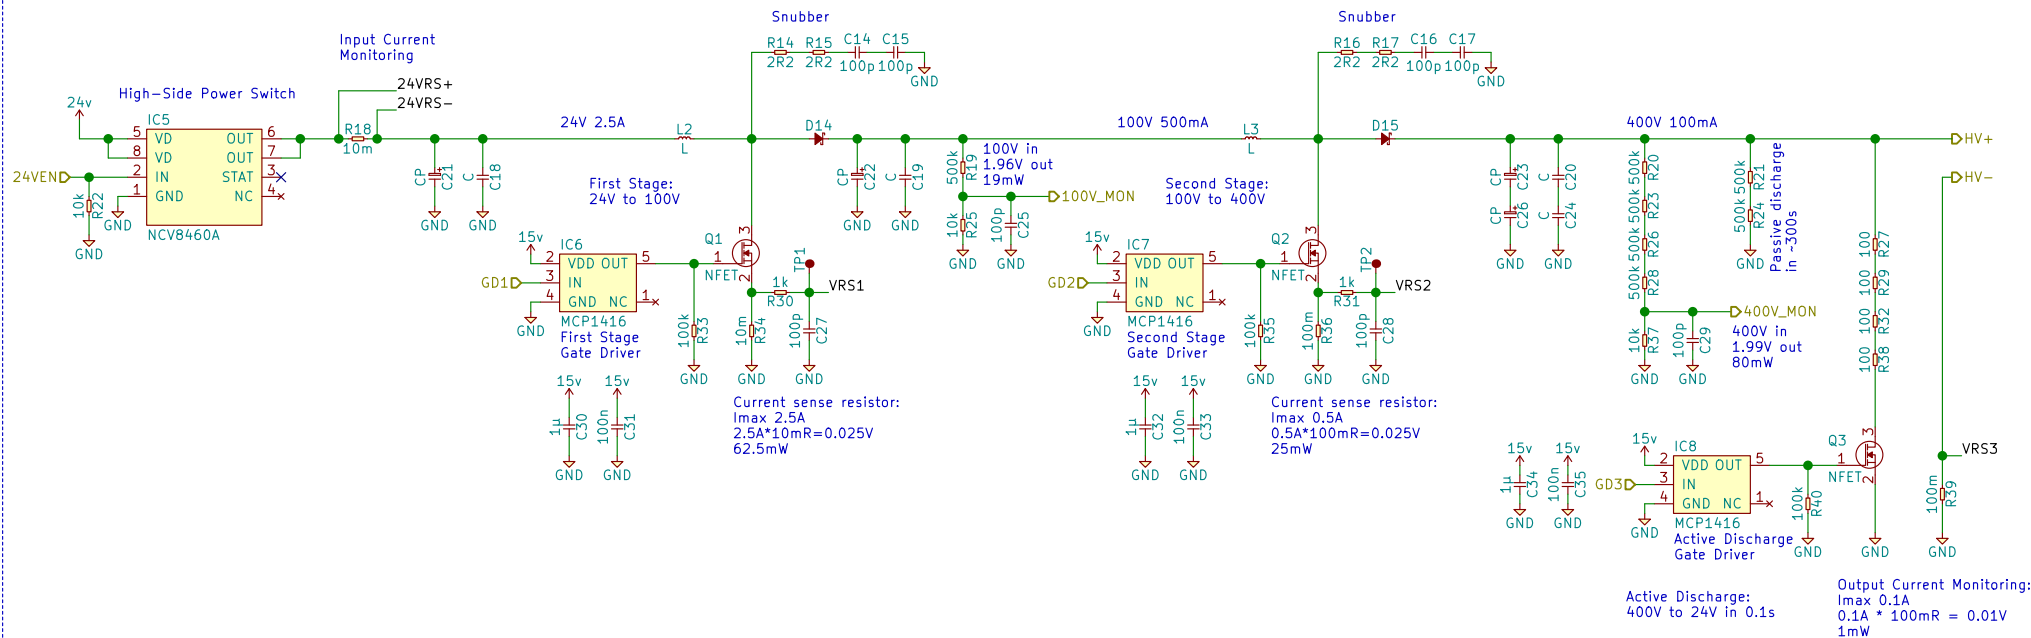 Snubber
Snubber
Input Current
Monitoring
R14
R15
C14
C15
2R2
2R2
100p
100p
GND
R16
R17
C16
C17
2R2
2R2
100p
100p
GND
24VRS+
24VRS-
High-Side Power Switch
24v
IC5
5
VD
OUT
6
8
VD
OUT
7
24VEN
2
IN
STAT
3
1
GND
NC
4
NCV8460A
10k
R22
GND
GND
R18
10m
24V 2.5A
L2
L
D14
100V 500mA
L3
L
D15
400V 100mA
HV+
HV-
CP
C21
GND
C
C18
GND
First Stage:
24V to 100V
CP
C22
GND
C
C19
GND
500k
R19
100V in
1.96V out
19mW
100V_MON
10k
R25
GND
100p
C25
GND
Second Stage:
100V to 400V
CP
C23
CP
C26
GND
C
C20
C
C24
GND
500k
R20
500k
R23
500k
R26
500k
R28
500k
R21
500k
R24
GND
Passive discharge
in ~300s
100
R27
100
R29
100
R32
100
R38
15v
IC6
2
VDD
OUT
5
GD1
3
IN
4
GND
NC
1
GND
MCP1416
First Stage
Gate Driver
Q1
3
1
NFET
2
TP1
1k
R30
VRS1
100k
R33
GND
10m
R34
GND
100p
C27
GND
15v
IC7
2
VDD
OUT
5
GD2
3
IN
4
GND
NC
1
GND
MCP1416
Second Stage
Gate Driver
Q2
3
1
NFET
2
TP2
1k
R31
VRS2
100k
R35
GND
100m
R36
GND
100p
C28
GND
400V_MON
10k
R37
GND
100p
C29
GND
400V in
1.99V out
80mW
15v
1µ
C30
GND
15v
100n
C31
GND
Current sense resistor:
Imax 2.5A
2.5A*10mR=0.025V
62.5mW
15v
1µ
C32
GND
15v
100n
C33
GND
Current sense resistor:
Imax 0.5A
0.5A*100mR=0.025V
25mW
15v
1µ
C34
GND
15v
100n
C35
GND
15v
IC8
2
VDD
OUT
5
GD3
3
IN
4
GND
NC
1
GND
MCP1416
Active Discharge
Gate Driver
Q3
3
1
NFET
2
GND
100k
R40
GND
VRS3
100m
R39
GND
Active Discharge:
400V to 24V in 0.1s
Output Current Monitoring:
Imax 0.1A
0.1A * 100mR = 0.01V
1mW